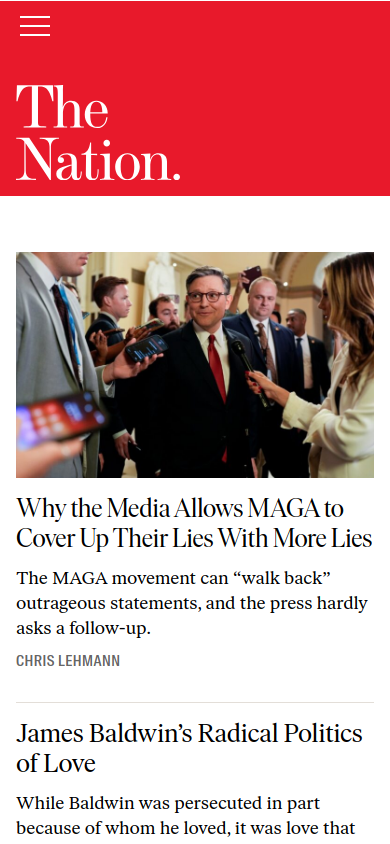 The
Nation.
Why the Media Allows MAGA to
Cover Up Their Lies With More Lies
The MAGA movement can “walk back”
outrageous statements, and the press hardly
asks a follow-up.
CHRIS LEHMANN
James Baldwin’s Radical Politics
of Love
While Baldwin was persecuted in part
because of whom he loved, it was love that